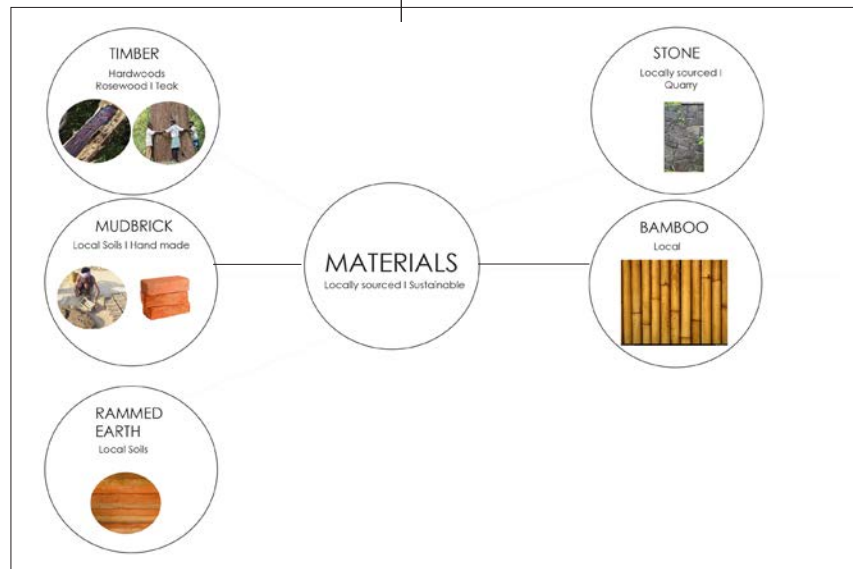 TIMBER
Hardwoods
Rosewood I Teak
STONE
Locally sourced I
Quarry
MUDBRICK
Local Soils I Hand made
MATERIALS
Locally sourced I Sustainable
BAMBOO
Local
RAMMED
EARTH
Local Soils